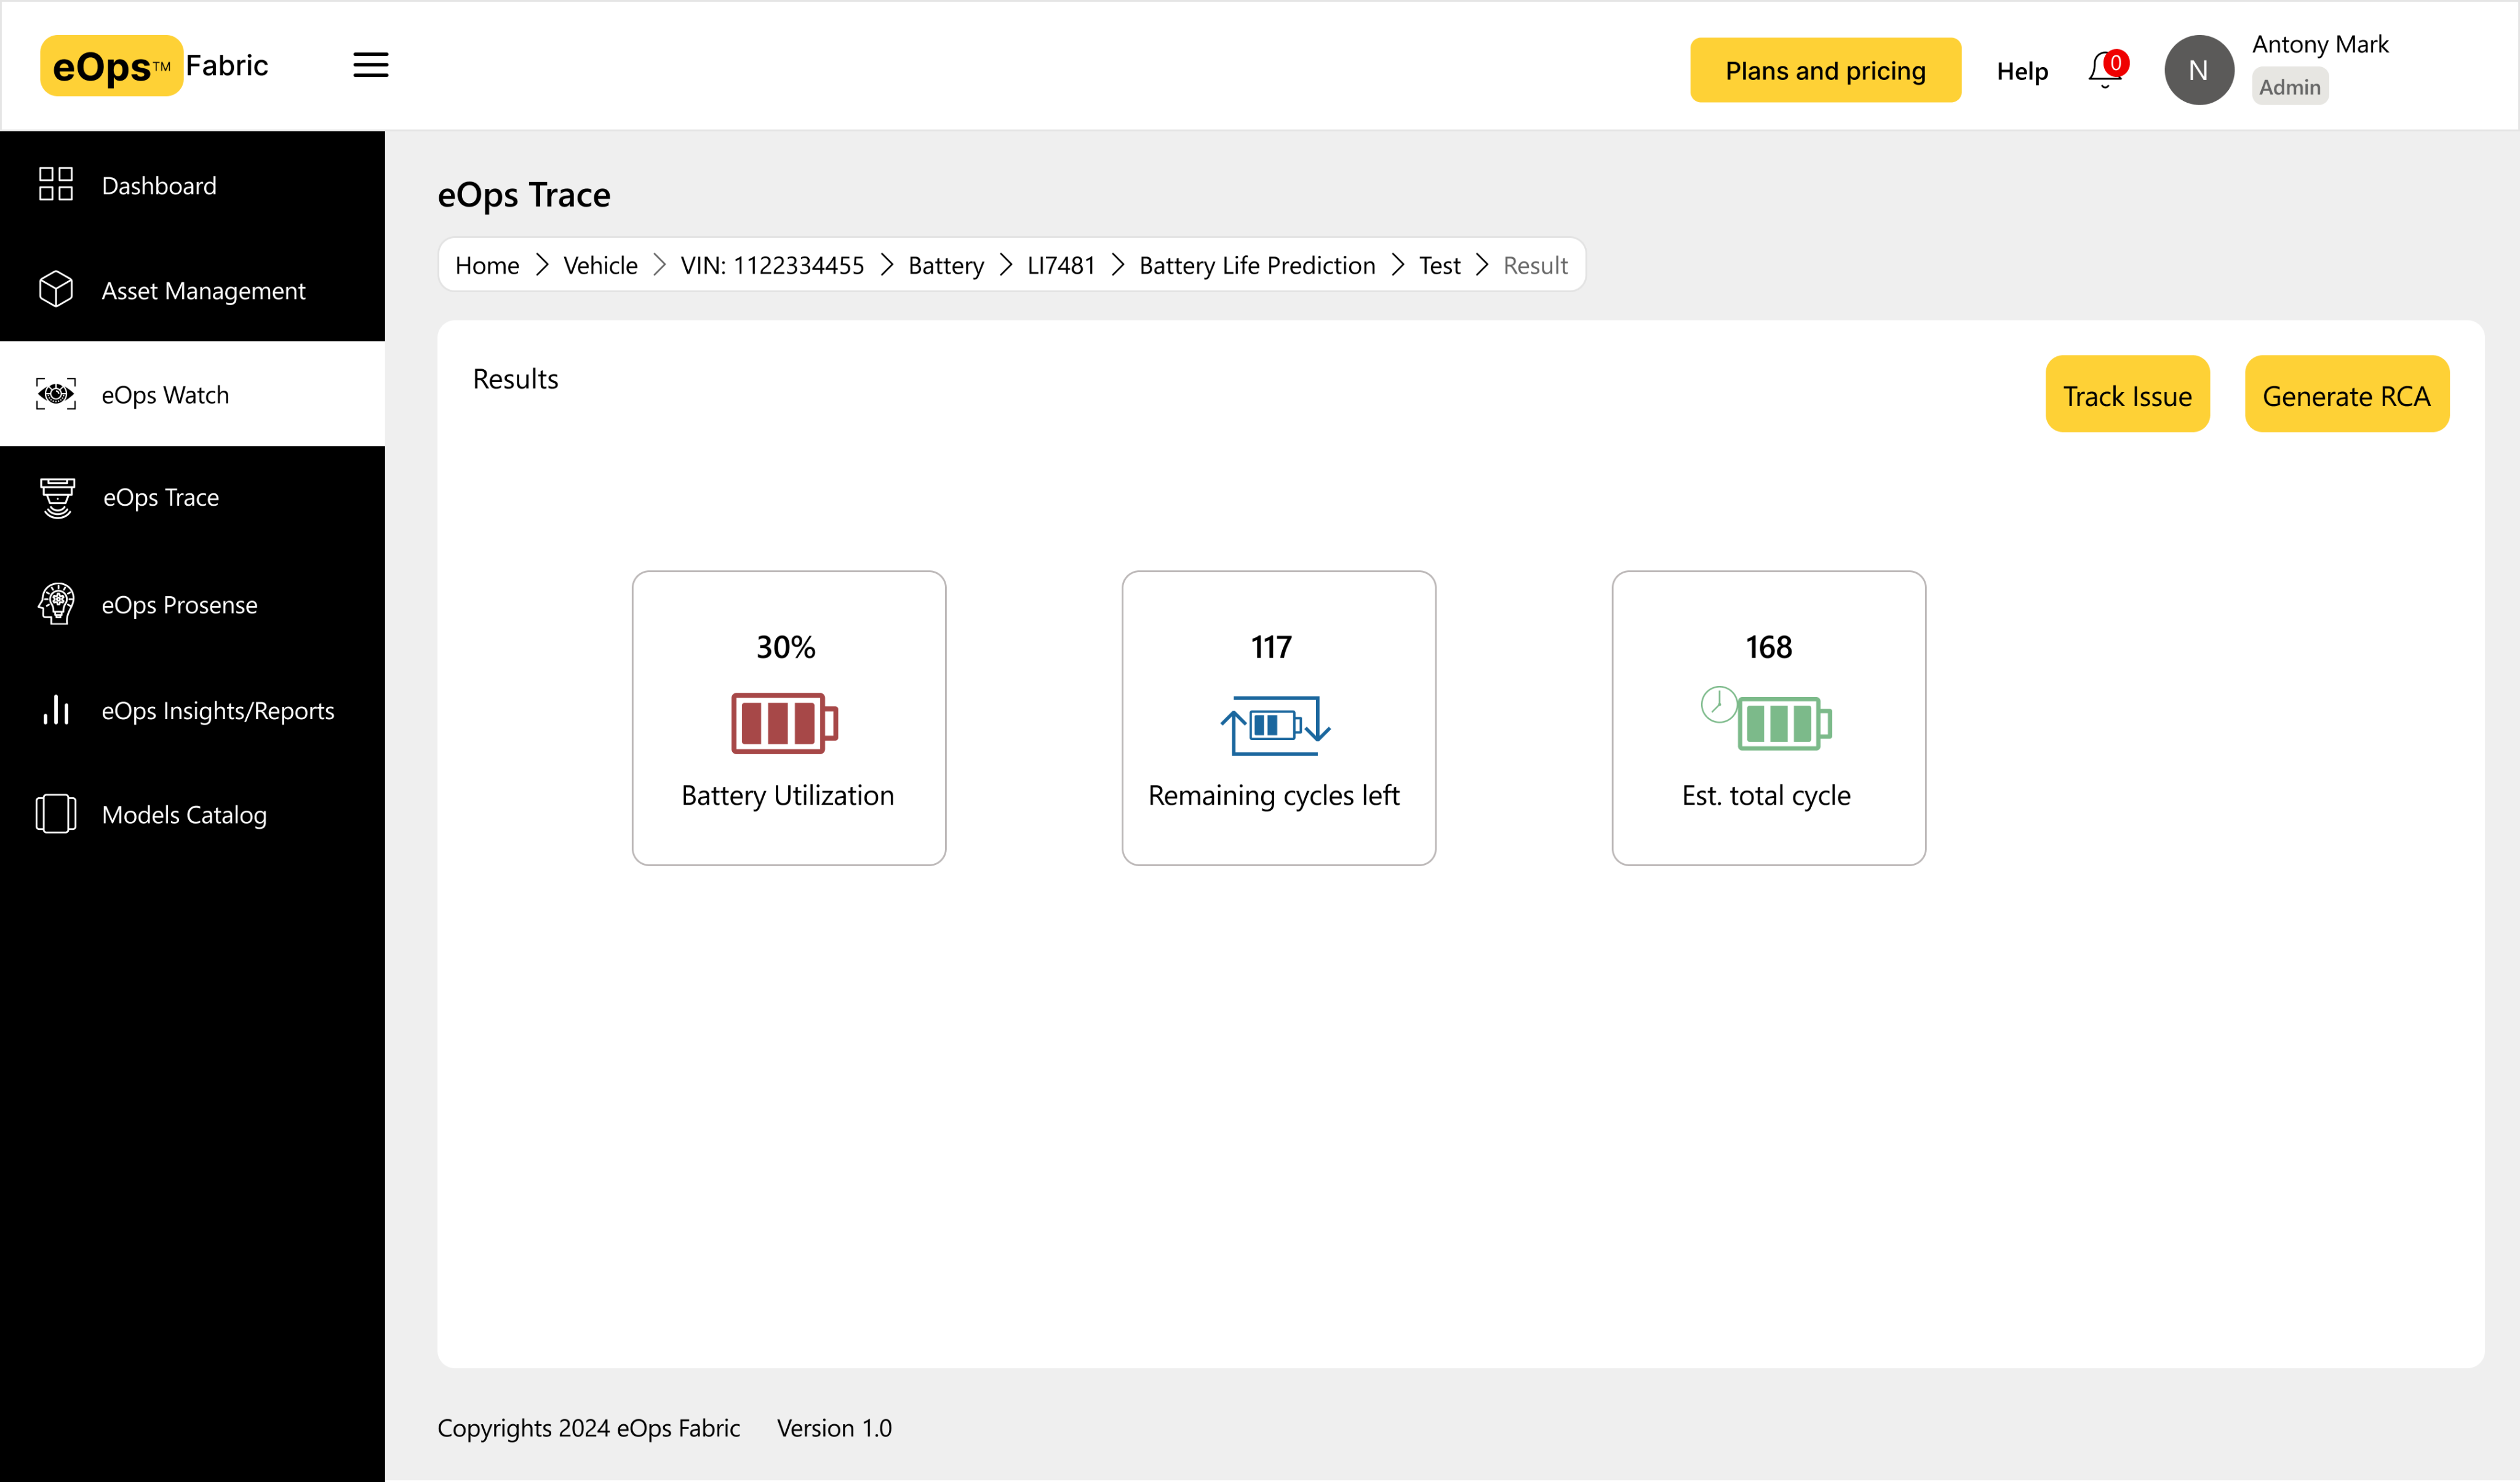 eOps™ Fabric
Plans and pricing
Help
0
N
Antony Mark
Admin
Dashboard
Asset Management
eOps Watch
eOps Trace
eOps Prosense
eOps Insights/Reports
Models Catalog
eOps Trace
Home > Vehicle > VIN: 1122334455 > Battery > LI7481 > Battery Life Prediction > Test > Result
Results
Track Issue
Generate RCA
30%
Battery Utilization
117
Remaining cycles left
168
Est. total cycle
Copyrights 2024 eOps Fabric Version 1.0